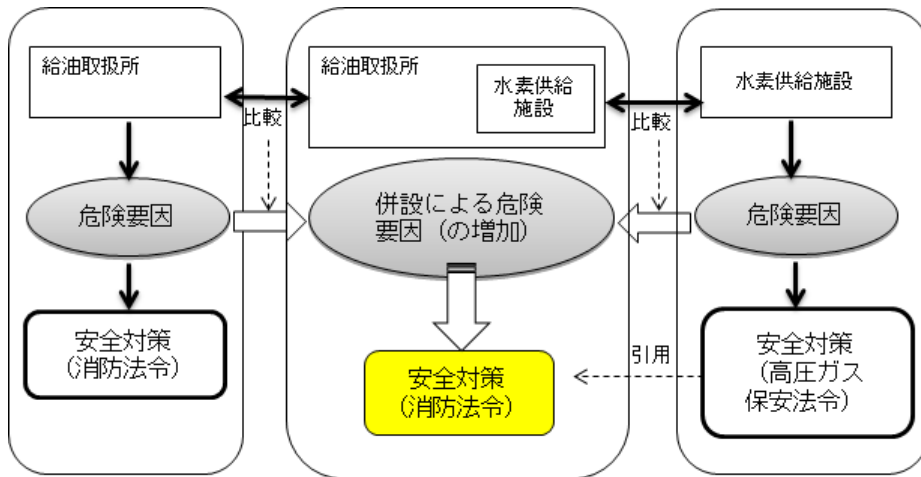 給油取扱所
比較
危険要因
安全対策
（消防法令）
給油取扱所
水素供給
施設
併設による危険
要因（の増加）
安全対策
（消防法令）
水素供給施設
比較
危険要因
引用
安全対策
（高圧ガス
保安法令）